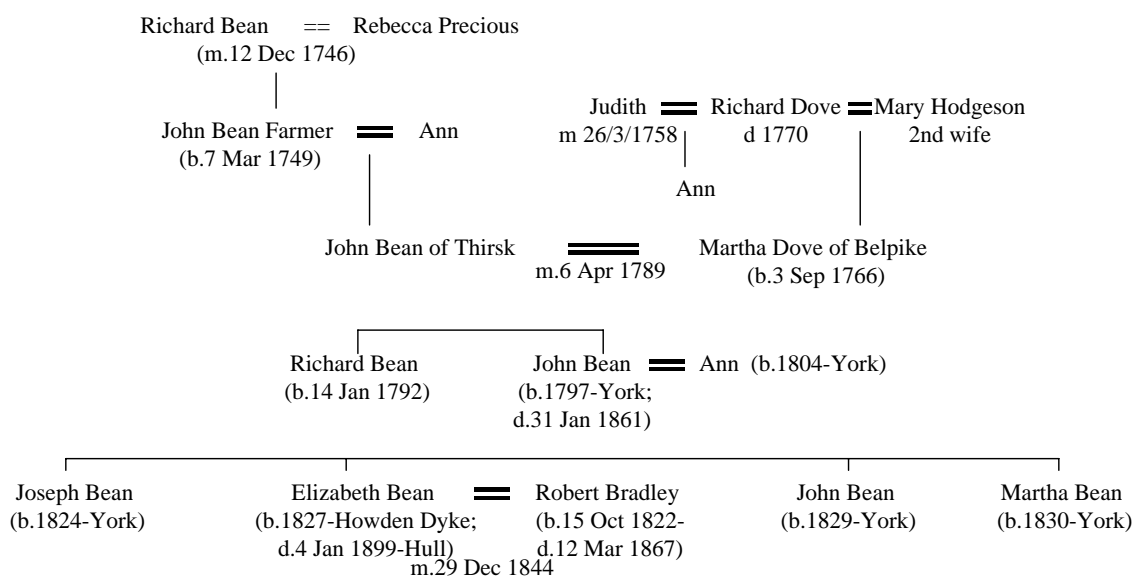 Richard Bean == Rebecca Precious
(m.12 Dec 1746)
Judith Richard Dove Mary Hodgeson
m 26/3/1758 d 1770 2nd wife
John Bean Farmer Ann
(b.7 Mar 1749)
Ann
John Bean of Thirsk Martha Dove of Belpike
m.6 Apr 1789 (b.3 Sep 1766)
Richard Bean John Bean Ann (b.1804-York)
(b.14 Jan 1792) (b.1797-York;
d.31 Jan 1861)
Joseph Bean Elizabeth Bean Robert Bradley John Bean Martha Bean
(b.1824-York) (b.1827-Howden Dyke; (b.15 Oct 1822- (b.1829-York) (b.1830-York)
d.4 Jan 1899-Hull) d.12 Mar 1867)
m.29 Dec 1844